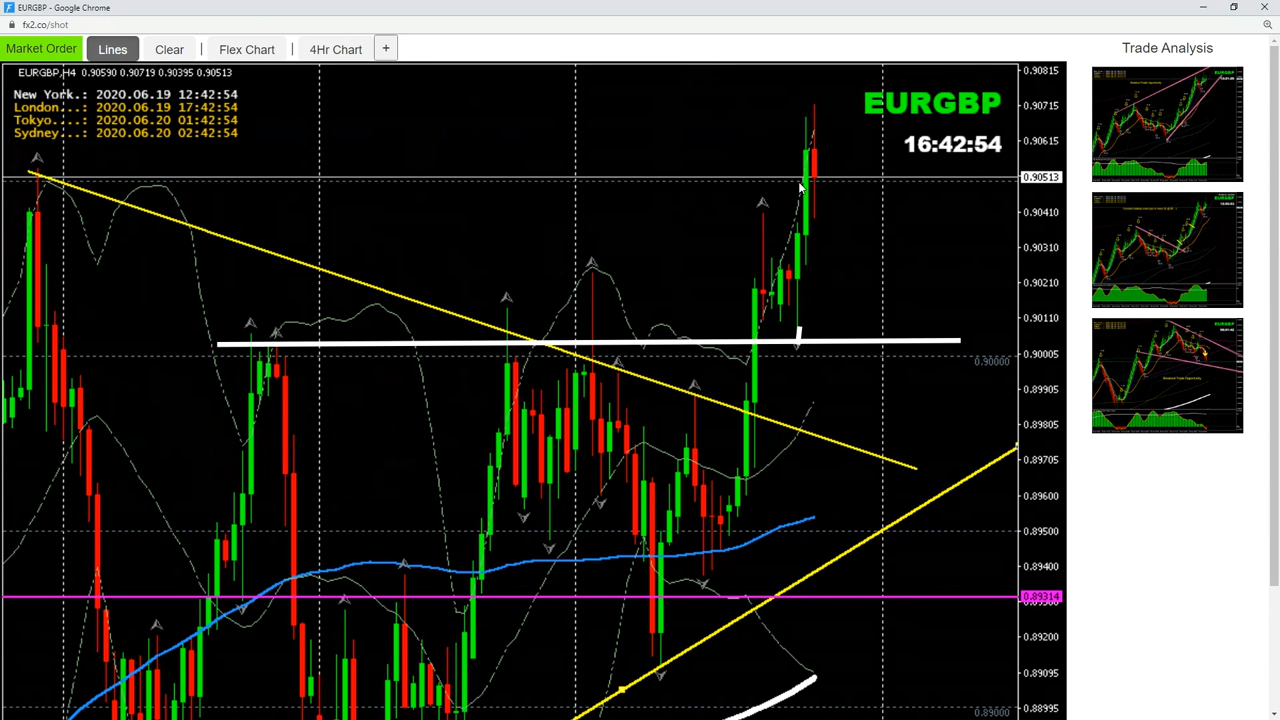 EURGBP - Google Chrome
fx2.co/shot
Market Order
Lines
Clear
|
Flex Chart
|
4Hr Chart
+
Trade Analysis
EURGBP,H4 0.90590 0.90719 0.90395 0.90513
New York.: 2020.06.19 12:42:54
London...: 2020.06.19 17:42:54
Tokyo....: 2020.06.20 01:42:54
Sydney...: 2020.06.20 02:42:54
EURGBP
16:42:54
0.90815
0.90715
0.90615
0.90513
0.90410
0.90310
0.90210
0.90110
0.90005
0.90000
0.89905
0.89805
0.89705
0.89600
0.89500
0.89400
0.89314
0.89200
0.89095
0.88995
0.89000